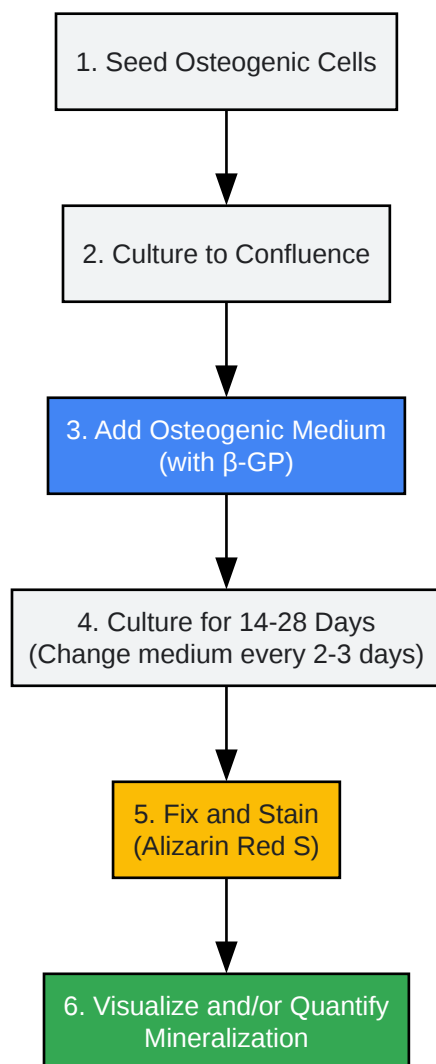 1. Seed Osteogenic Cells
2. Culture to Confluence
3. Add Osteogenic Medium
(with β-GP)
4. Culture for 14-28 Days
(Change medium every 2-3 days)
5. Fix and Stain
(Alizarin Red S)
6. Visualize and/or Quantify
Mineralization